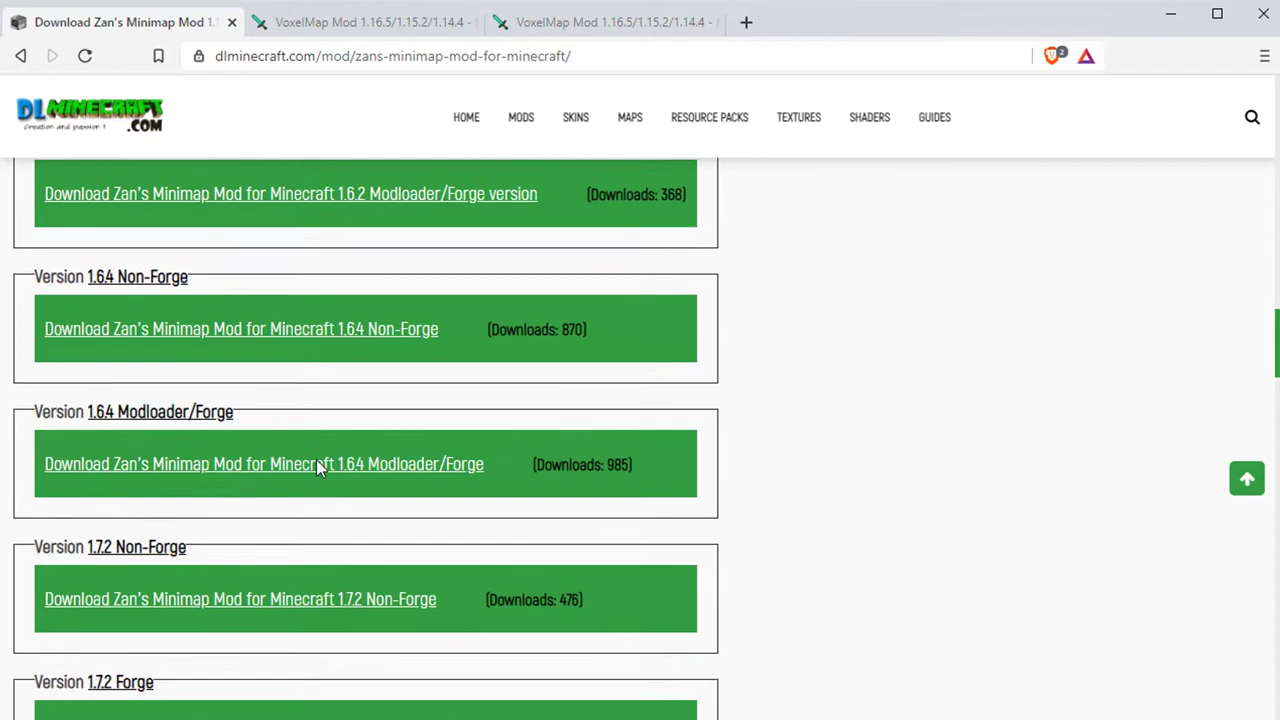 Download Zan's Minimap Mod 1.
VoxelMap Mod 1.16.5/1.15.2/1.14.4 -
VoxelMap Mod 1.16.5/1.15.2/1.14.4 -
dlminecraft.com/mod/zans-minimap-mod-for-minecraft/
2
DLMINECRAFT
.COM
Creation and passion !
HOME
MODS
SKINS
MAPS
RESOURCE PACKS
TEXTURES
SHADERS
GUIDES
Download Zan's Minimap Mod for Minecraft 1.6.2 Modloader/Forge version (Downloads: 368)
Version 1.6.4 Non-Forge
Download Zan's Minimap Mod for Minecraft 1.6.4 Non-Forge (Downloads: 870)
Version 1.6.4 Modloader/Forge
Download Zan's Minimap Mod for Minecraft 1.6.4 Modloader/Forge (Downloads: 985)
Version 1.7.2 Non-Forge
Download Zan's Minimap Mod for Minecraft 1.7.2 Non-Forge (Downloads: 476)
Version 1.7.2 Forge